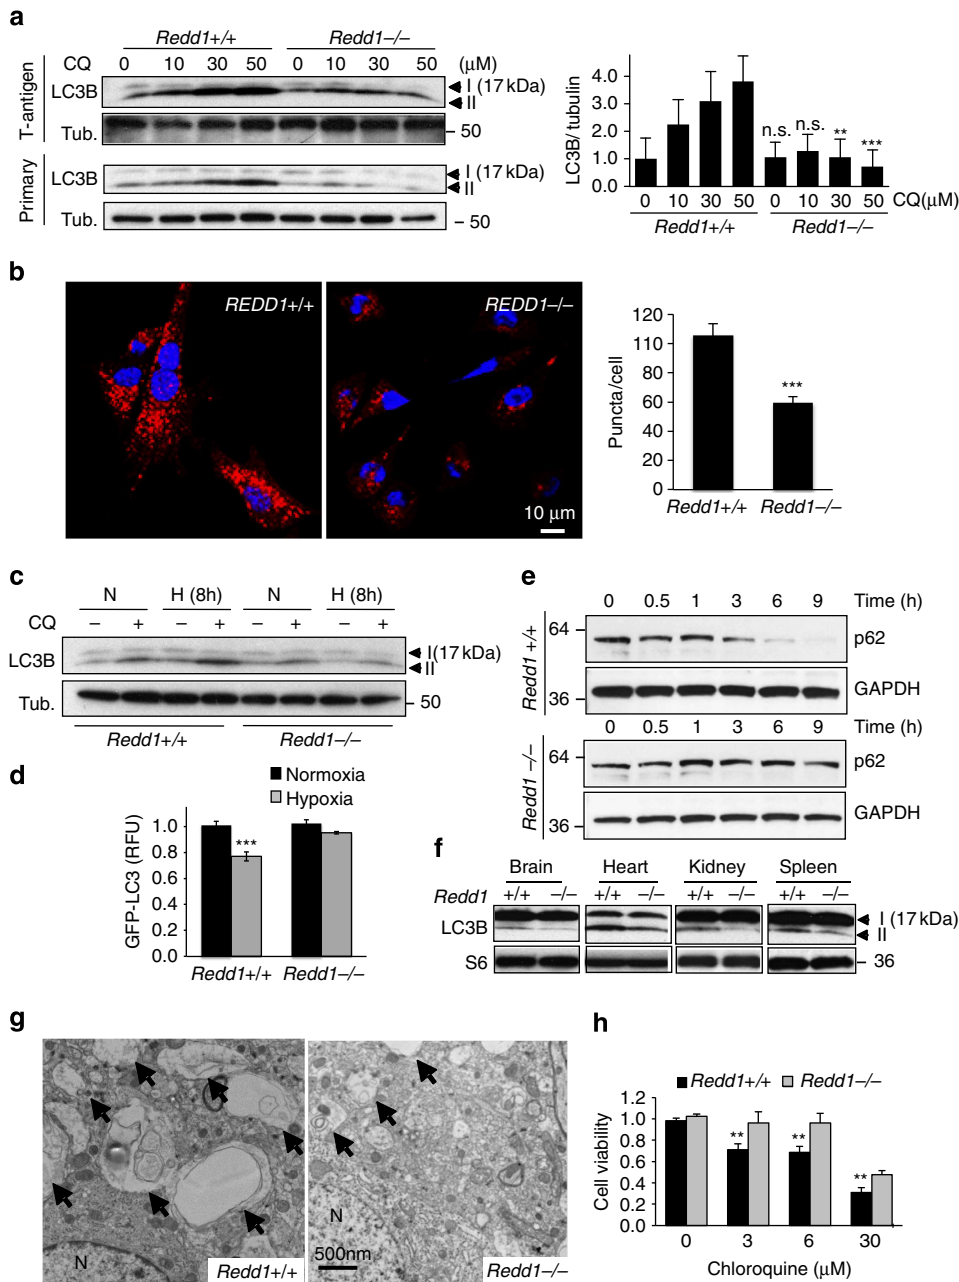 a
Redd1+/+ Redd1–/–
CQ 0 10 30 50 0 10 30 50 (μM)
T-antigen
LC3B I (17 kDa)
II
Tub. 50
Primary
LC3B I (17 kDa)
II
Tub. 50
LC3B/ tubulin
4.0
3.0
2.0
1.0
0.0
n.s. n.s. ** ***
0 10 30 50 0 10 30 50 CQ(μM)
Redd1+/+ Redd1–/–
b
REDD1+/+ REDD1–/–
10 μm
Puncta/cell
120
110
120
80
60
40
20
0
***
Redd1+/+ Redd1–/–
c
N H (8h) N H (8h)
CQ – + – + – + – +
LC3B I(17 kDa)
II
Tub. 50
Redd1+/+ Redd1–/–
d
Normoxia
Hypoxia
GFP-LC3 (RFU)
1.0
0.8
0.6
0.4
0.2
0.0
***
Redd1+/+ Redd1–/–
e
0 0.5 1 3 6 9 Time (h)
Redd1 +/+
64 p62
36 GAPDH
0 0.5 1 3 6 9 Time (h)
Redd1 –/–
64 p62
36 GAPDH
f
Brain Heart Kidney Spleen
Redd1 +/+ –/– +/+ –/– +/+ –/– +/+ –/–
LC3B I (17 kDa)
II
S6 36
g
N
Redd1+/+
N
500nm
Redd1–/–
h
Redd1+/+ Redd1–/–
Cell viability
1.2
1.0
0.8
0.6
0.4
0.2
0.0
** ** **
0 3 6 30
Chloroquine (μM)